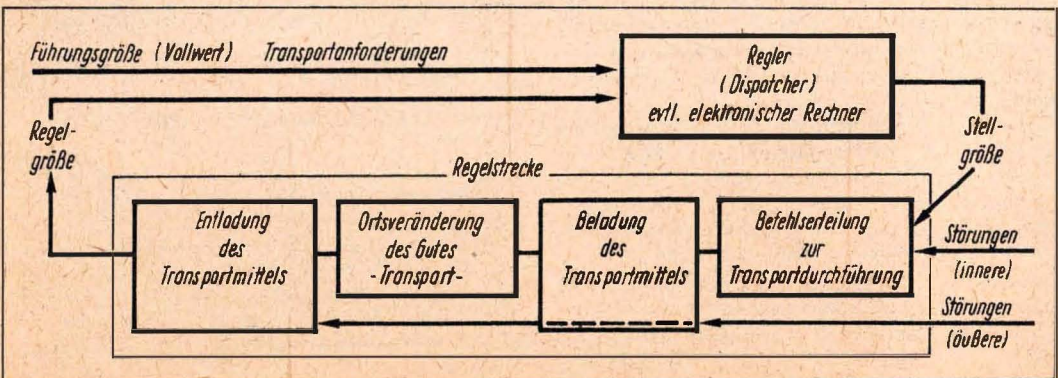 Führungsgröße (Vollwert) Transportanforderungen
Regler
(Dispatcher)
evtl. elektronischer Rechner
Regel-
größe
Stell-
größe
Regelstrecke
Entladung
des
Transportmittels
Ortsveränderung
des Gutes
-Transport-
Beladung
des
Transportmittels
Befehlserteilung
zur
Transportdurchführung
Störungen
(innere)
Störungen
(äußere)